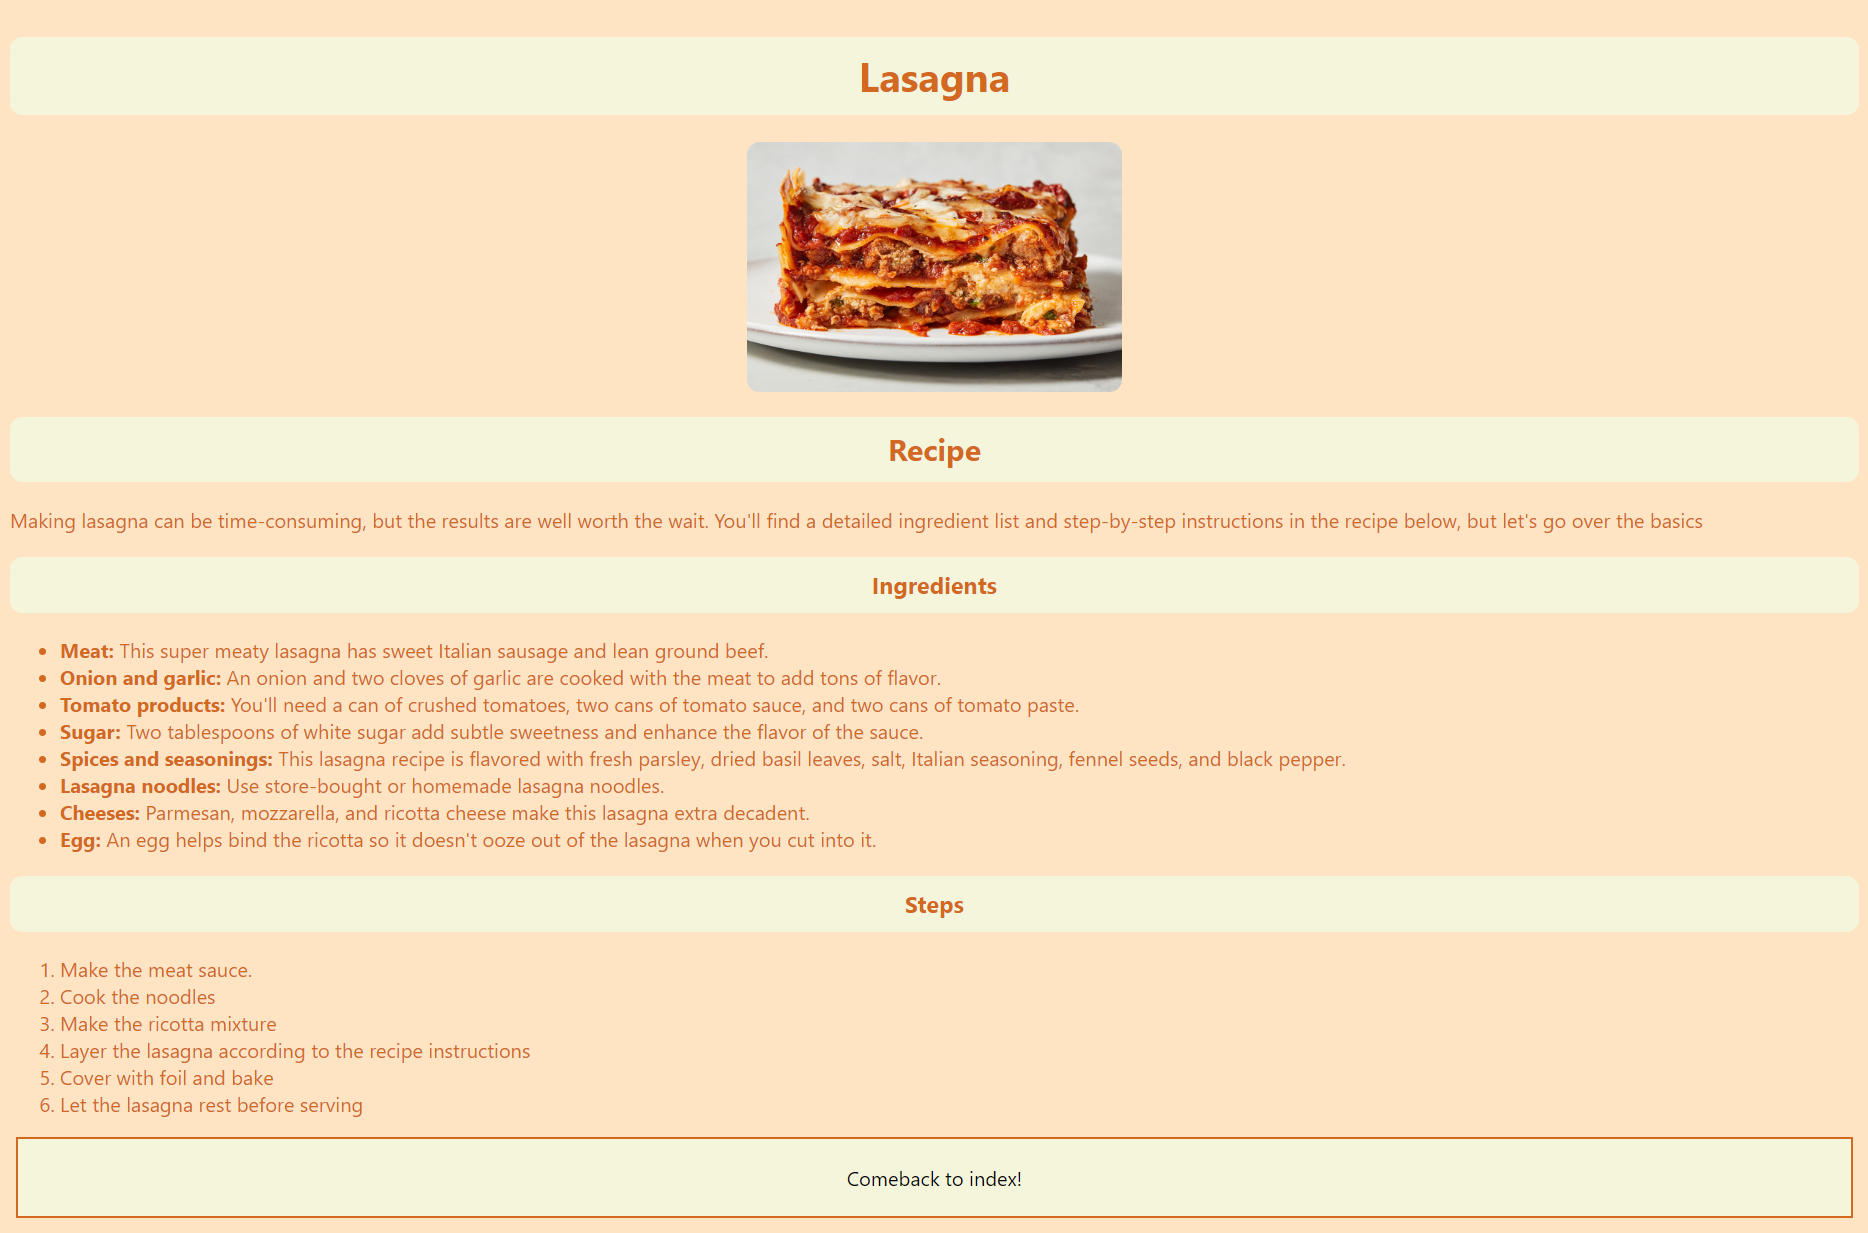 Lasagna
Recipe
Making lasagna can be time-consuming, but the results are well worth the wait. You'll find a detailed ingredient list and step-by-step instructions in the recipe below, but let's go over the basics
Ingredients
• Meat: This super meaty lasagna has sweet Italian sausage and lean ground beef.
• Onion and garlic: An onion and two cloves of garlic are cooked with the meat to add tons of flavor.
• Tomato products: You'll need a can of crushed tomatoes, two cans of tomato sauce, and two cans of tomato paste.
• Sugar: Two tablespoons of white sugar add subtle sweetness and enhance the flavor of the sauce.
• Spices and seasonings: This lasagna recipe is flavored with fresh parsley, dried basil leaves, salt, Italian seasoning, fennel seeds, and black pepper.
• Lasagna noodles: Use store-bought or homemade lasagna noodles.
• Cheeses: Parmesan, mozzarella, and ricotta cheese make this lasagna extra decadent.
• Egg: An egg helps bind the ricotta so it doesn't ooze out of the lasagna when you cut into it.
Steps
1. Make the meat sauce.
2. Cook the noodles
3. Make the ricotta mixture
4. Layer the lasagna according to the recipe instructions
5. Cover with foil and bake
6. Let the lasagna rest before serving
Comeback to index!